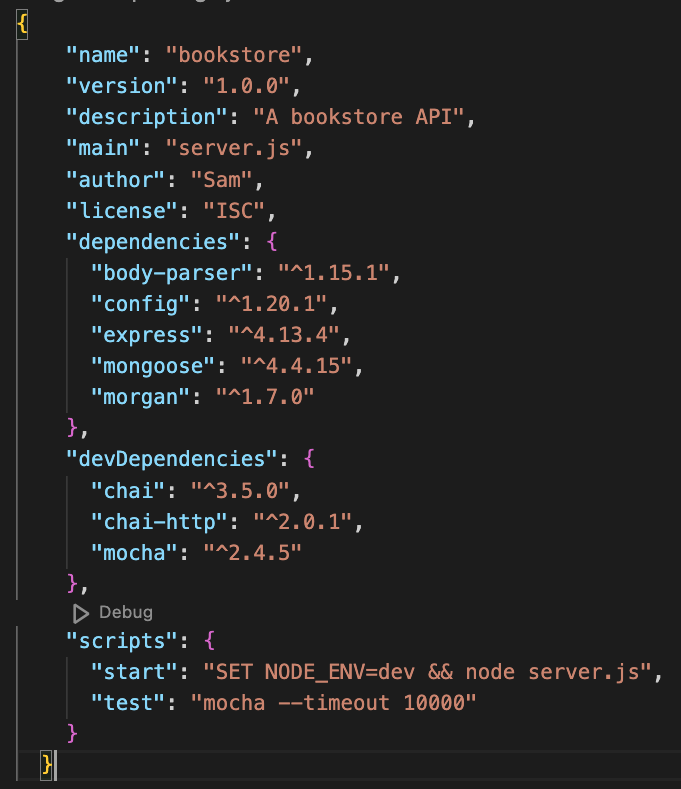 {
"name": "bookstore",
"version": "1.0.0",
"description": "A bookstore API",
"main": "server.js",
"author": "Sam",
"license": "ISC",
"dependencies": {
"body-parser": "^1.15.1",
"config": "^1.20.1",
"express": "^4.13.4",
"mongoose": "^4.4.15",
"morgan": "^1.7.0"
},
"devDependencies": {
"chai": "^3.5.0",
"chai-http": "^2.0.1",
"mocha": "^2.4.5"
},
Debug
"scripts": {
"start": "SET NODE_ENV=dev && node server.js",
"test": "mocha --timeout 10000"
}
}